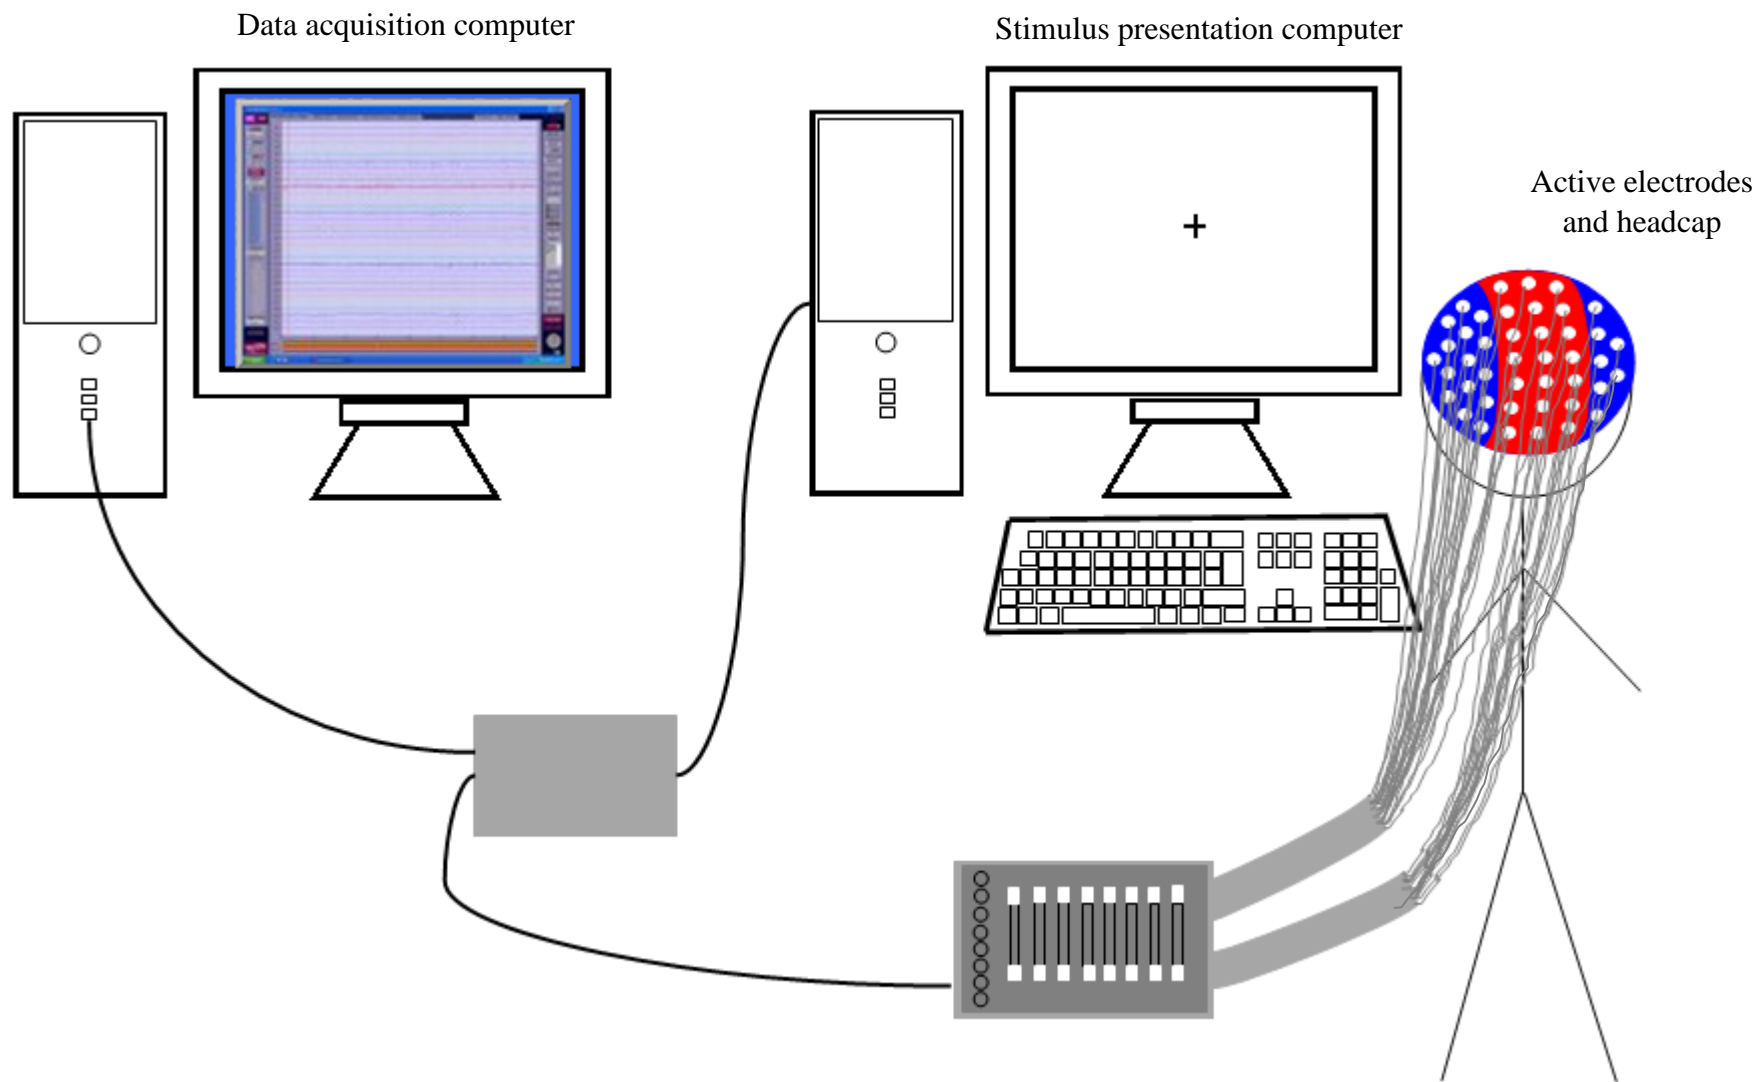 Data acquisition computer
Stimulus presentation computer
Active electrodes
and headcap